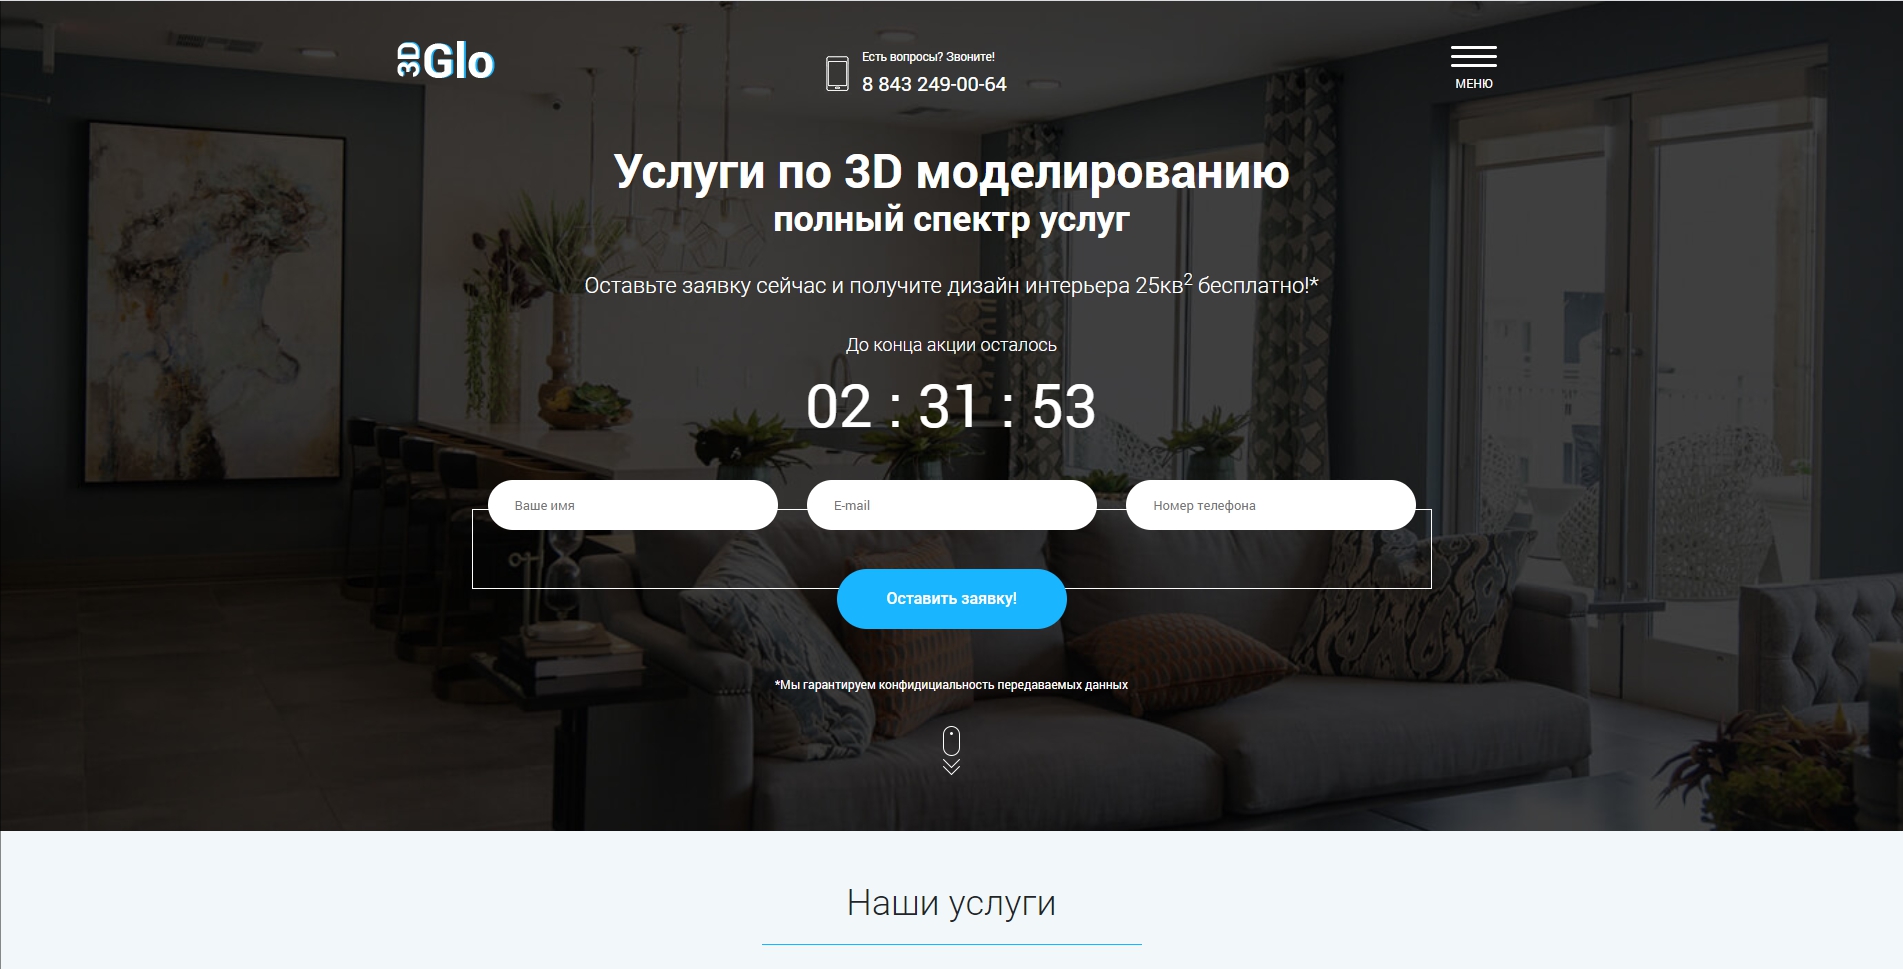 3D Glo
Есть вопросы? Звоните!
8 843 249-00-64
МЕНЮ
Услуги по 3D моделированию
полный спектр услуг
Оставьте заявку сейчас и получите дизайн интерьера 25кв² бесплатно!*
До конца акции осталось
02 : 31 : 53
Ваше имя
E-mail
Номер телефона
Оставить заявку!
*Мы гарантируем конфидициальность передаваемых данных
Наши услуги